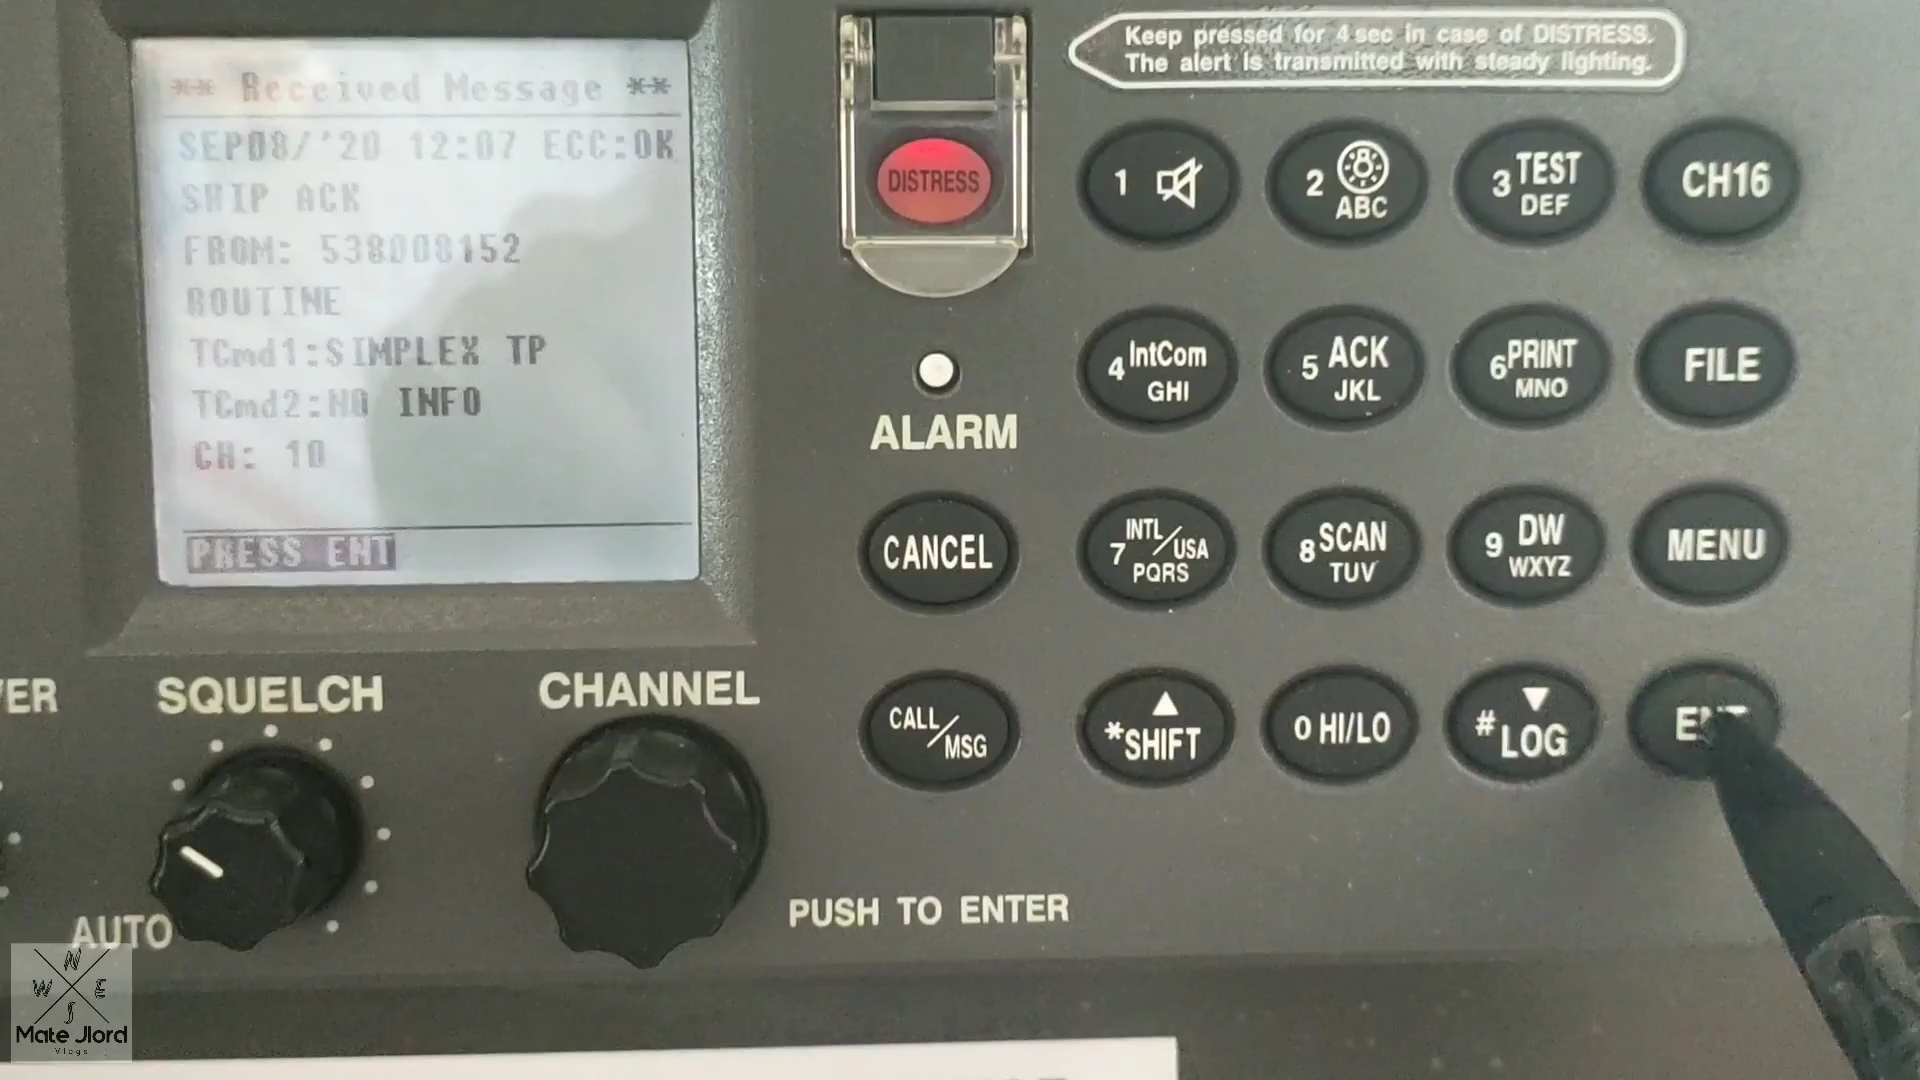 ** Received Message **
SEP08/'20 12:07 ECC:OK
SHIP ACK
FROM: 538008152
ROUTINE
TCmd1:SIMPLEX TP
TCmd2:NO INFO
CH: 10
PRESS ENT
DISTRESS
Keep pressed for 4 sec in case of DISTRESS.
The alert is transmitted with steady lighting.
1
2 ABC
3 TEST DEF
CH16
ALARM
4 IntCom GHI
5 ACK JKL
6 PRINT MNO
FILE
CANCEL
7 INTL/USA PQRS
8 SCAN TUV
9 DW WXYZ
MENU
CALL/MSG
▲
*SHIFT
0 HI/LO
▼
# LOG
ENT
VER
SQUELCH
CHANNEL
AUTO
PUSH TO ENTER
N
W E
S
Mate Jlord
Vlogs